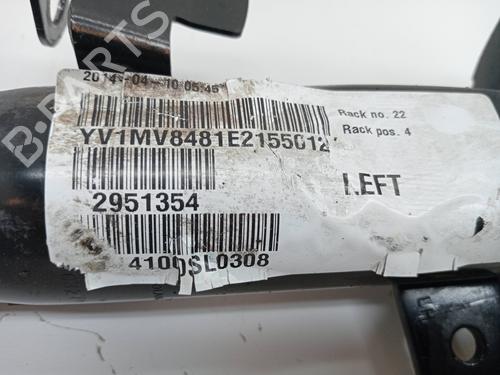 2014-04-10 05:45
YV1MV8481E2155012
2951354
4100SL0308
Rack no. 22
Rack pos. 4
LEFT
B-Parts